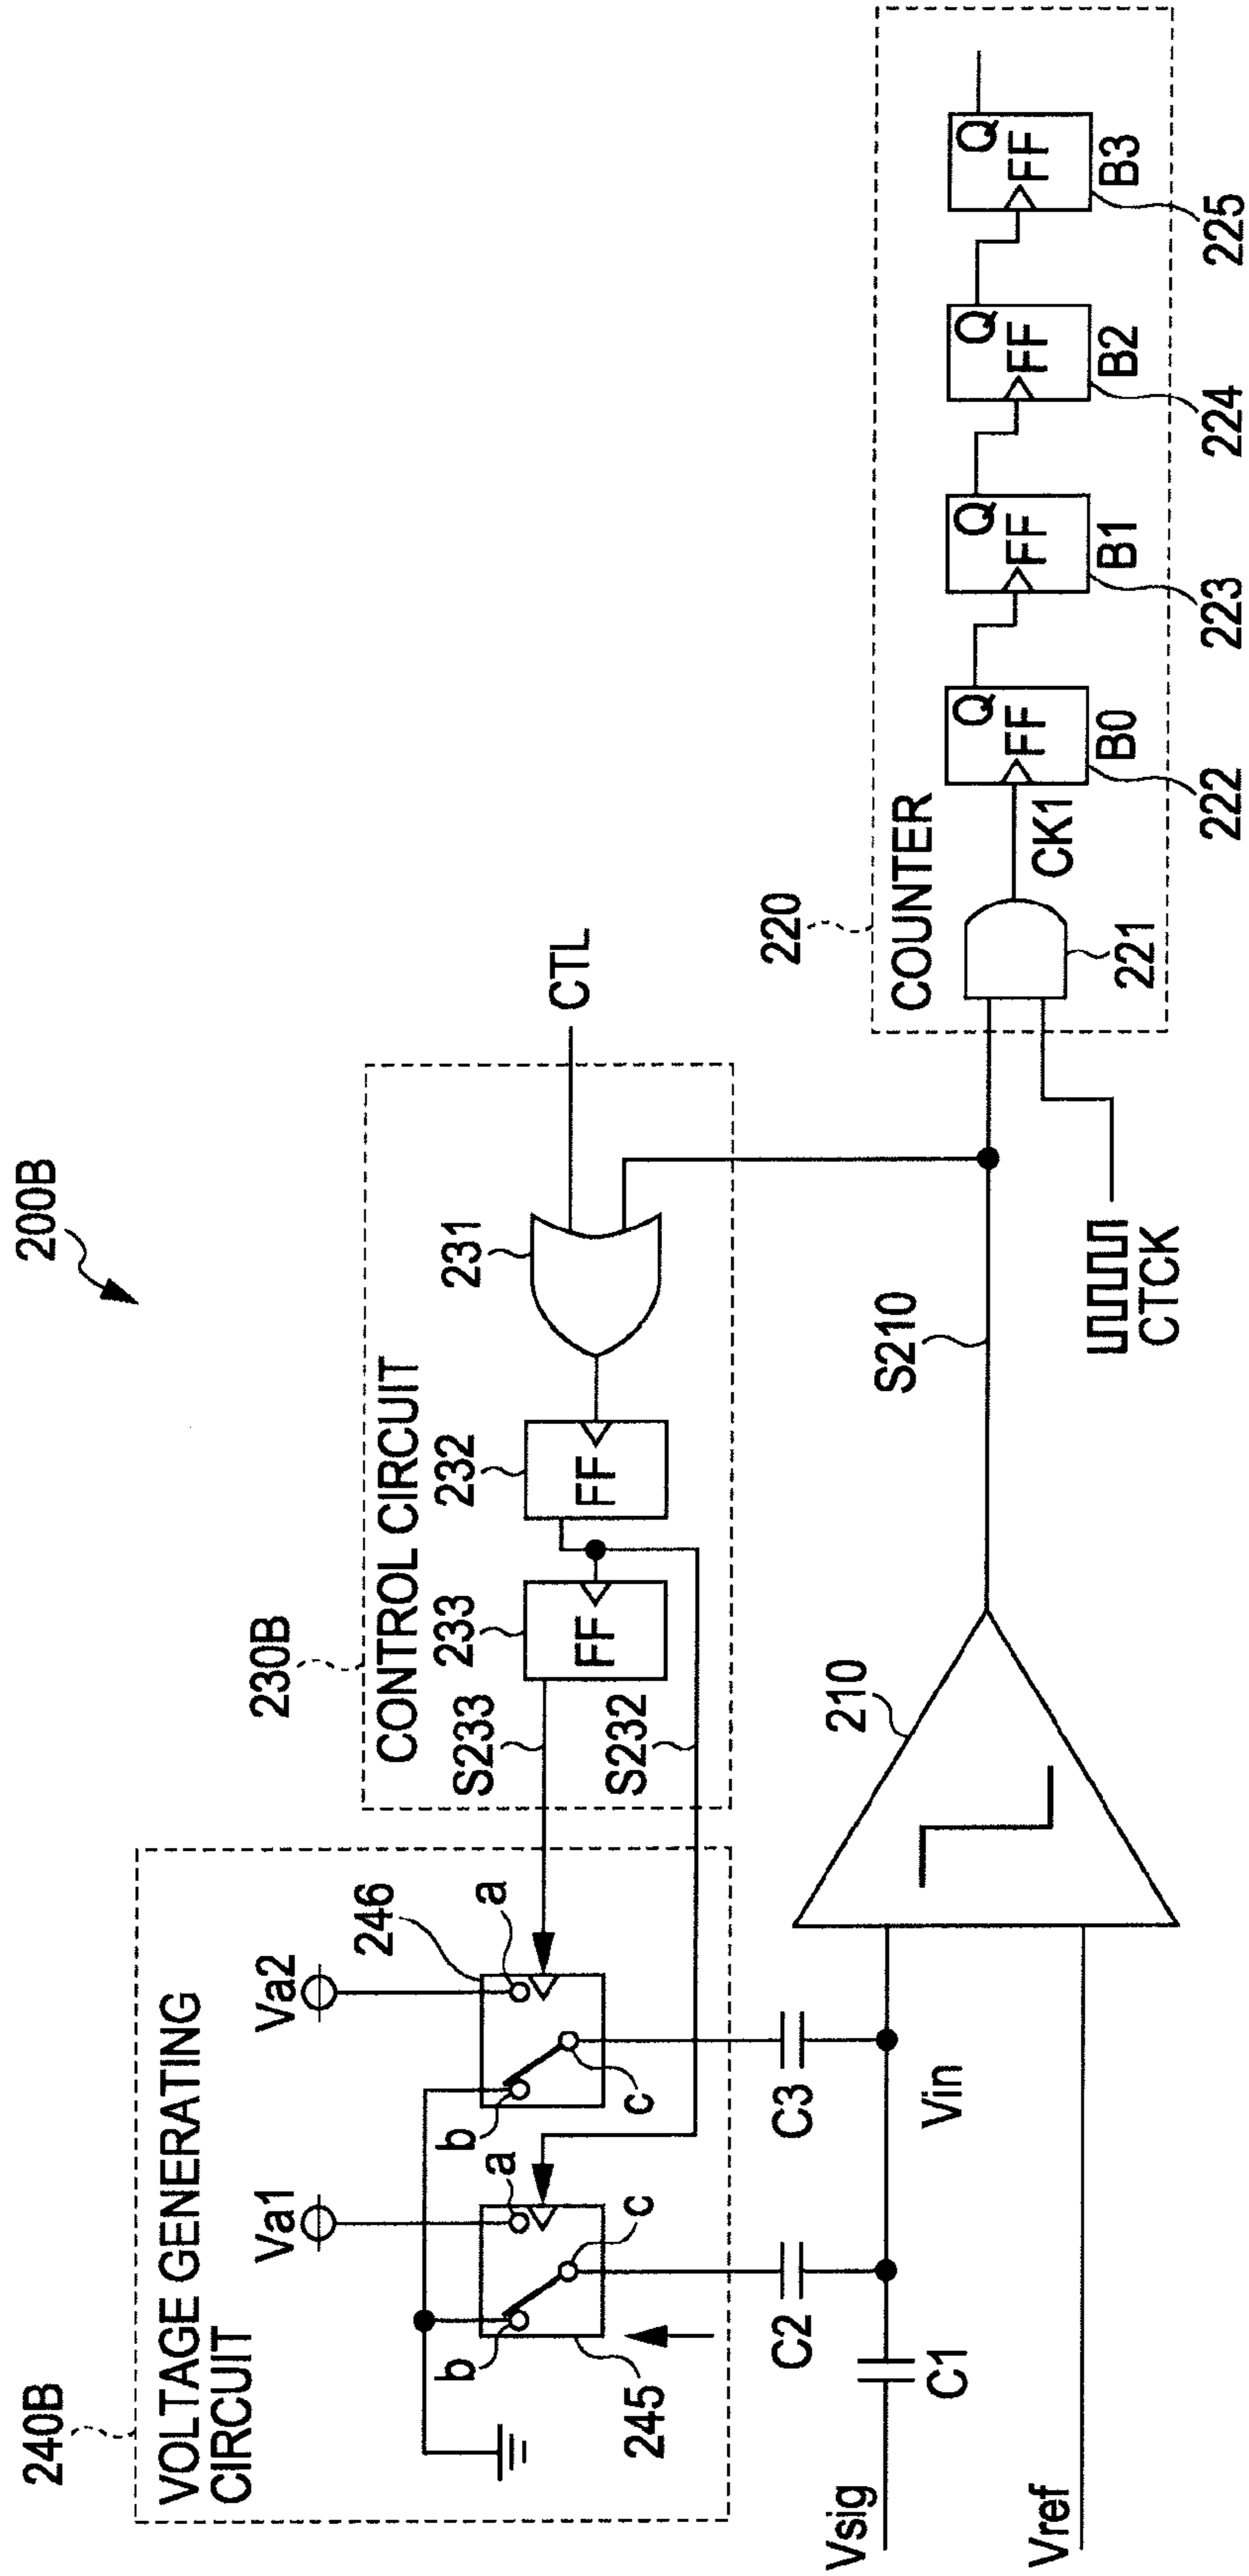 200B
240B
VOLTAGE GENERATING
CIRCUIT
Va1
Va2
b
a
c
245
b
a
c
246
230B
CONTROL CIRCUIT
S233
S232
233
FF
232
FF
231
CTL
C2
C3
C1
Vin
Vsig
Vref
210
S210
CTCK
220
COUNTER
221
CK1
Q
FF
B0
222
Q
FF
B1
223
Q
FF
B2
224
Q
FF
B3
225